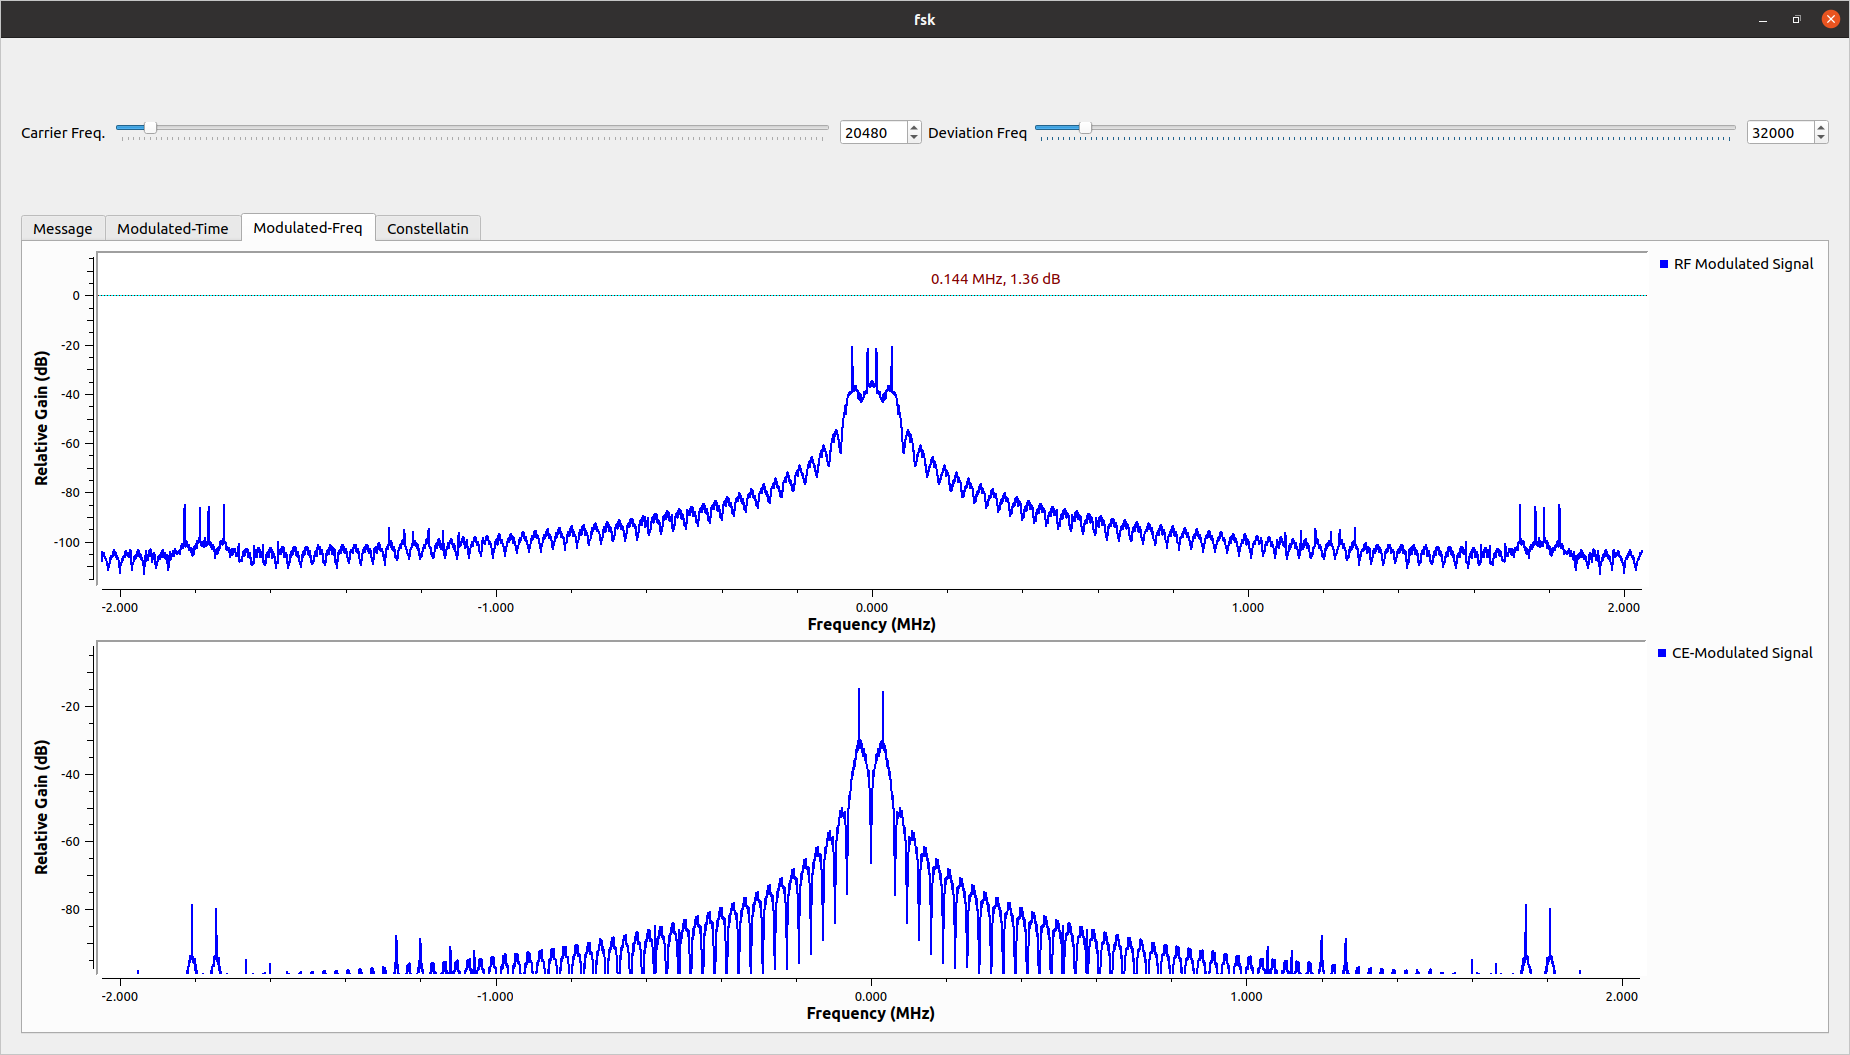 fsk
Carrier Freq. 20480 Deviation Freq 32000
Message Modulated-Time Modulated-Freq Constellatin
0.144 MHz, 1.36 dB
RF Modulated Signal
Relative Gain (dB)
0
-20
-40
-60
-80
-100
-2.000 -1.000 0.000 1.000 2.000
Frequency (MHz)
CE-Modulated Signal
Relative Gain (dB)
-20
-40
-60
-80
-2.000 -1.000 0.000 1.000 2.000
Frequency (MHz)